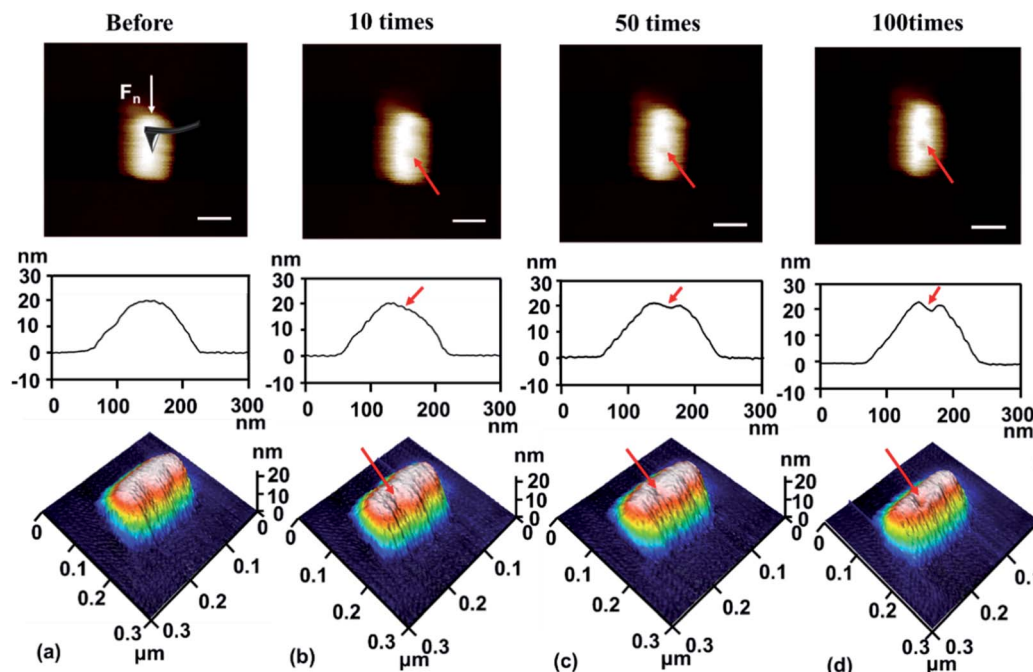 Before 10 times 50 times 100times
Fn
nm nm nm nm
30 30 30 30
20 20 20 20
10 10 10 10
0 0 0 0
-10 -10 -10 -10
0 100 200 300 0 100 200 300 0 100 200 300 0 100 200 300
nm nm nm nm
nm nm nm nm
20 20 20 20
10 10 10 10
0 0 0 0
0 0 0 0
0.1 0.1 0.1 0.1 0.1 0.1 0.1 0.1
0.2 0.2 0.2 0.2 0.2 0.2 0.2 0.2
0.3 0.3 0.3 0.3 0.3 0.3 0.3 0.3
(a) µm (b) µm (c) µm (d) µm